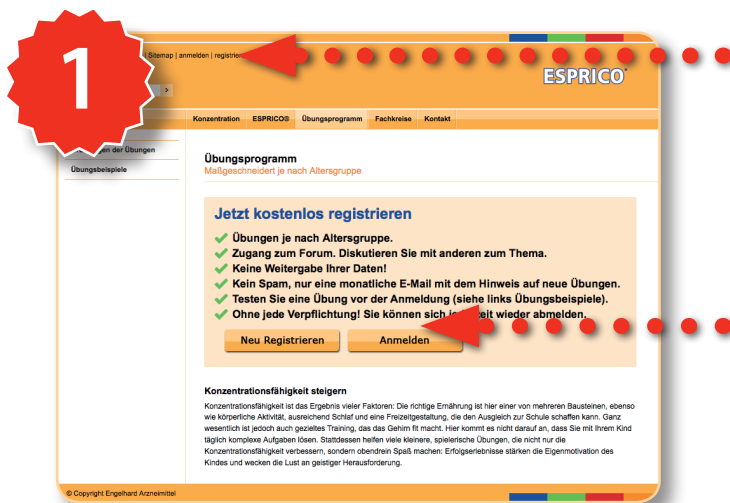 1
| Sitemap | anmelden |
ESPRICO®
›
Konzentration ESPRICO® Übungsprogramm Fachkreise Kontakt
der Übungen
Übungsbeispiele
Übungsprogramm
Maßgeschneidert je nach Altersgruppe
Jetzt kostenlos registrieren
Übungen je nach Altersgruppe.
Zugang zum Forum. Diskutieren Sie mit anderen zum Thema.
Keine Weitergabe Ihrer Daten!
Kein Spam, nur eine monatliche E-Mail mit dem Hinweis auf neue Übungen.
Testen Sie eine Übung vor der Anmeldung (siehe links Übungsbeispiele).
Ohne jede Verpflichtung! Sie können sich wieder abmelden.
Neu Registrieren Anmelden
Konzentrationsfähigkeit steigern
Konzentrationsfähigkeit ist das Ergebnis vieler Faktoren: Die richtige Ernährung ist hier einer von mehreren Bausteinen, ebenso
wie körperliche Aktivität, ausreichend Schlaf und eine Freizeitgestaltung, die den Ausgleich zur Schule schaffen kann. Ganz
wesentlich ist jedoch auch gezieltes Training, das das Gehirn fit macht. Hier kommt es nicht darauf an, dass Sie mit Ihrem Kind
täglich komplexe Aufgaben lösen. Stattdessen helfen viele kleinere, spielerische Übungen, die nicht nur die
Konzentrationsfähigkeit verbessern, sondern obendrein Spaß machen: Erfolgserlebnisse stärken die Eigenmotivation des
Kindes und wecken die Lust an geistiger Herausforderung.
© Copyright Engelhard Arzneimittel